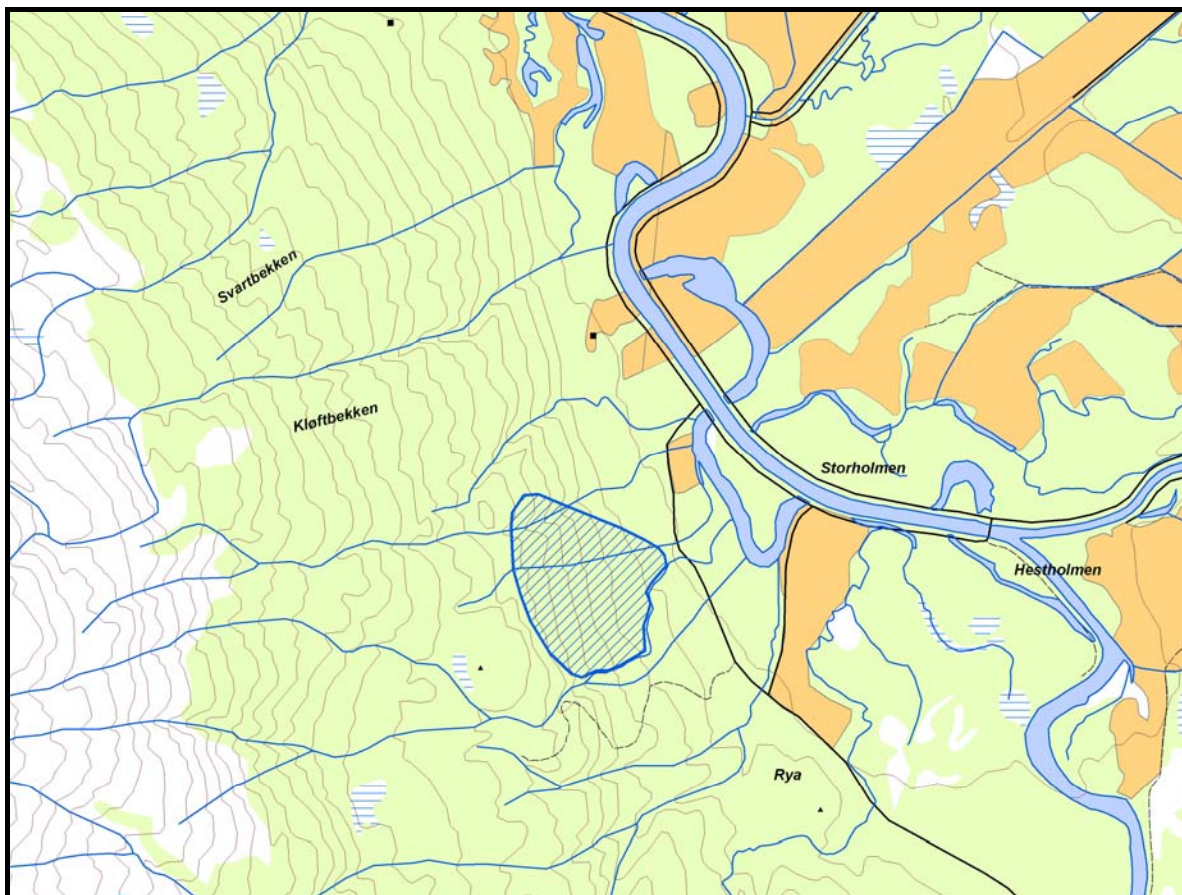 Svartbekken
Kløftbekken
Storholmen
Hestholmen
Rya